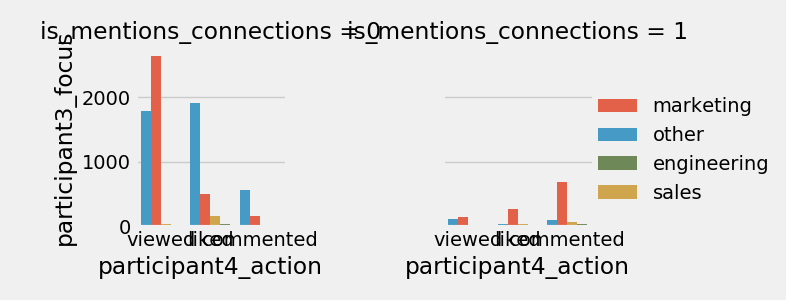 is_mentions_connections = 0
is_mentions_connections = 1
participant3_focus
2000
1000
0
viewed
liked
commented
viewed
liked
commented
participant4_action
participant4_action
marketing
other
engineering
sales